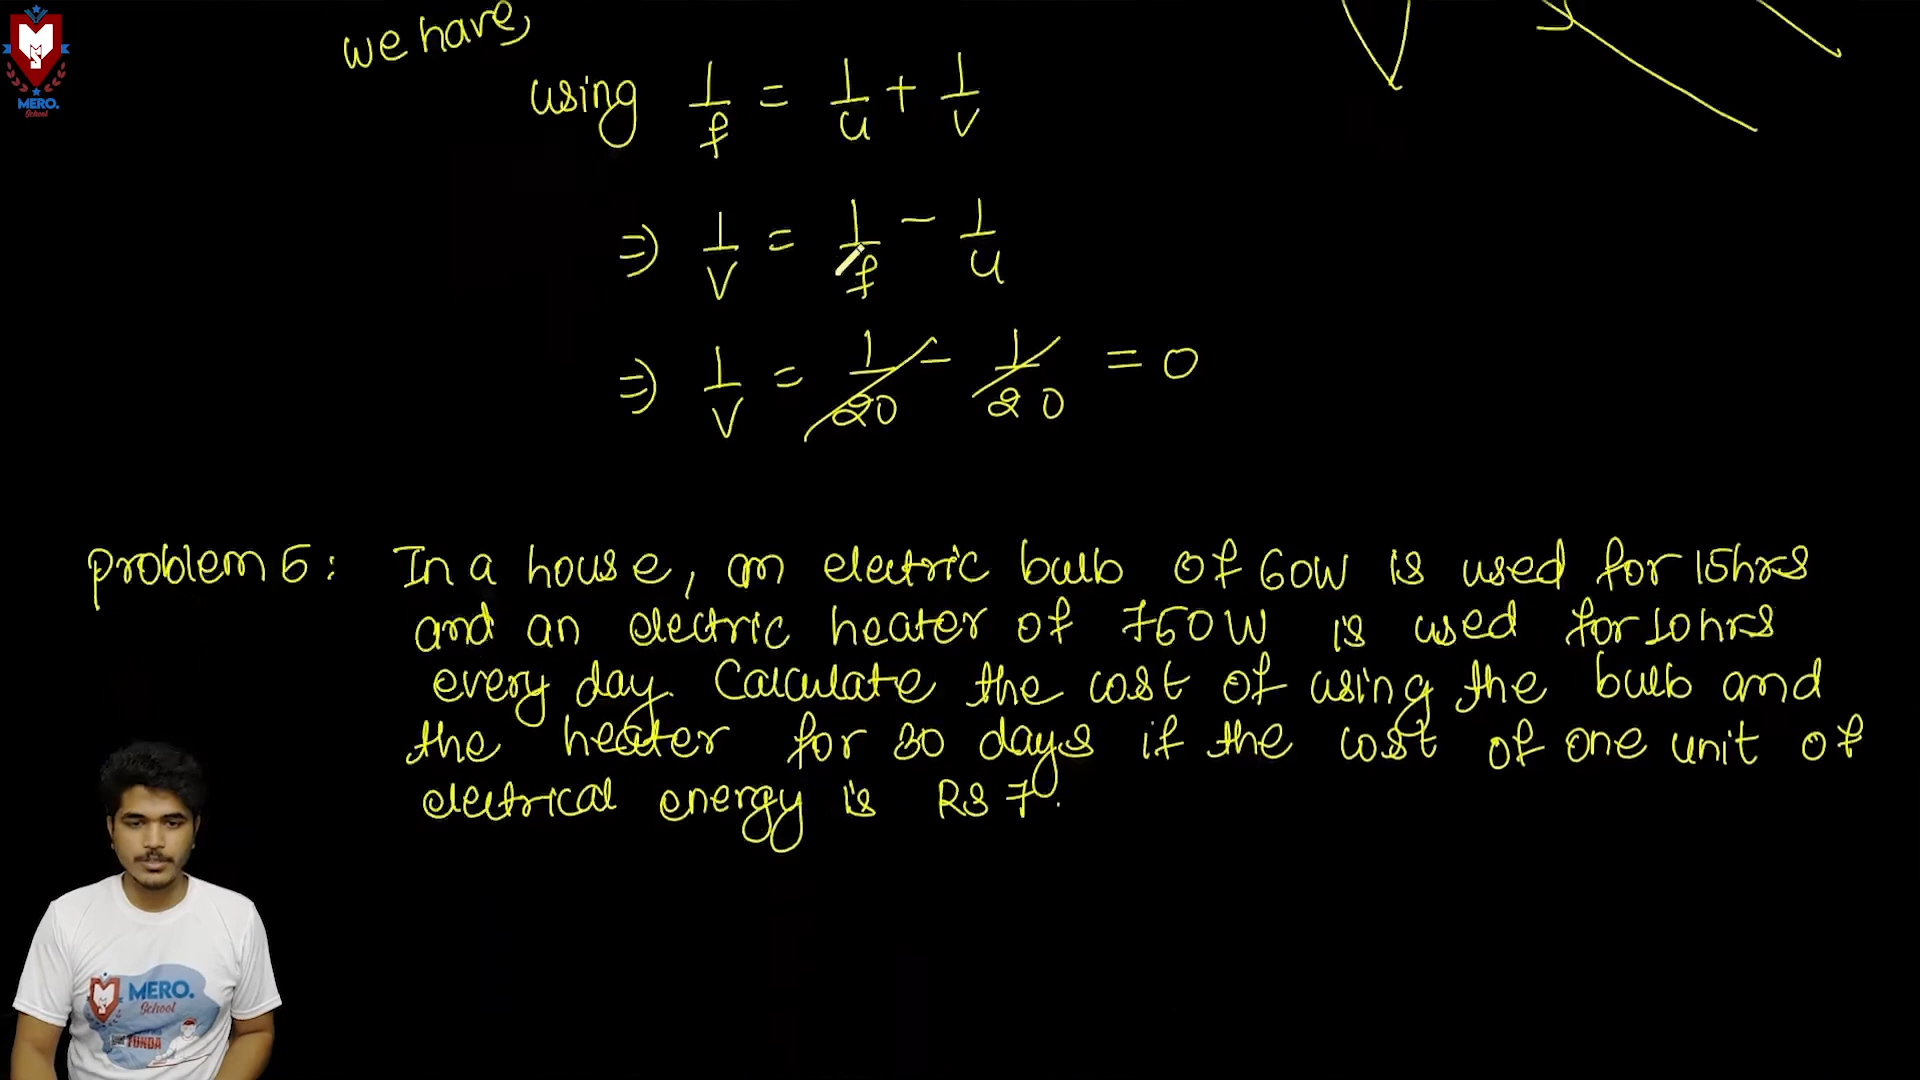 MERO.
School
we have,
using 1/f = 1/u + 1/v
⇒ 1/v = 1/f - 1/u
⇒ 1/v = 1/20 - 1/20 = 0
problem 5: In a house, an electric bulb of 60W is used for 15hrs
and an electric heater of 750W is used for 10hrs
every day. Calculate the cost of using the bulb and
the heater for 30 days if the cost of one unit of
electrical energy is RS 7.
MERO.
School
TUNDA